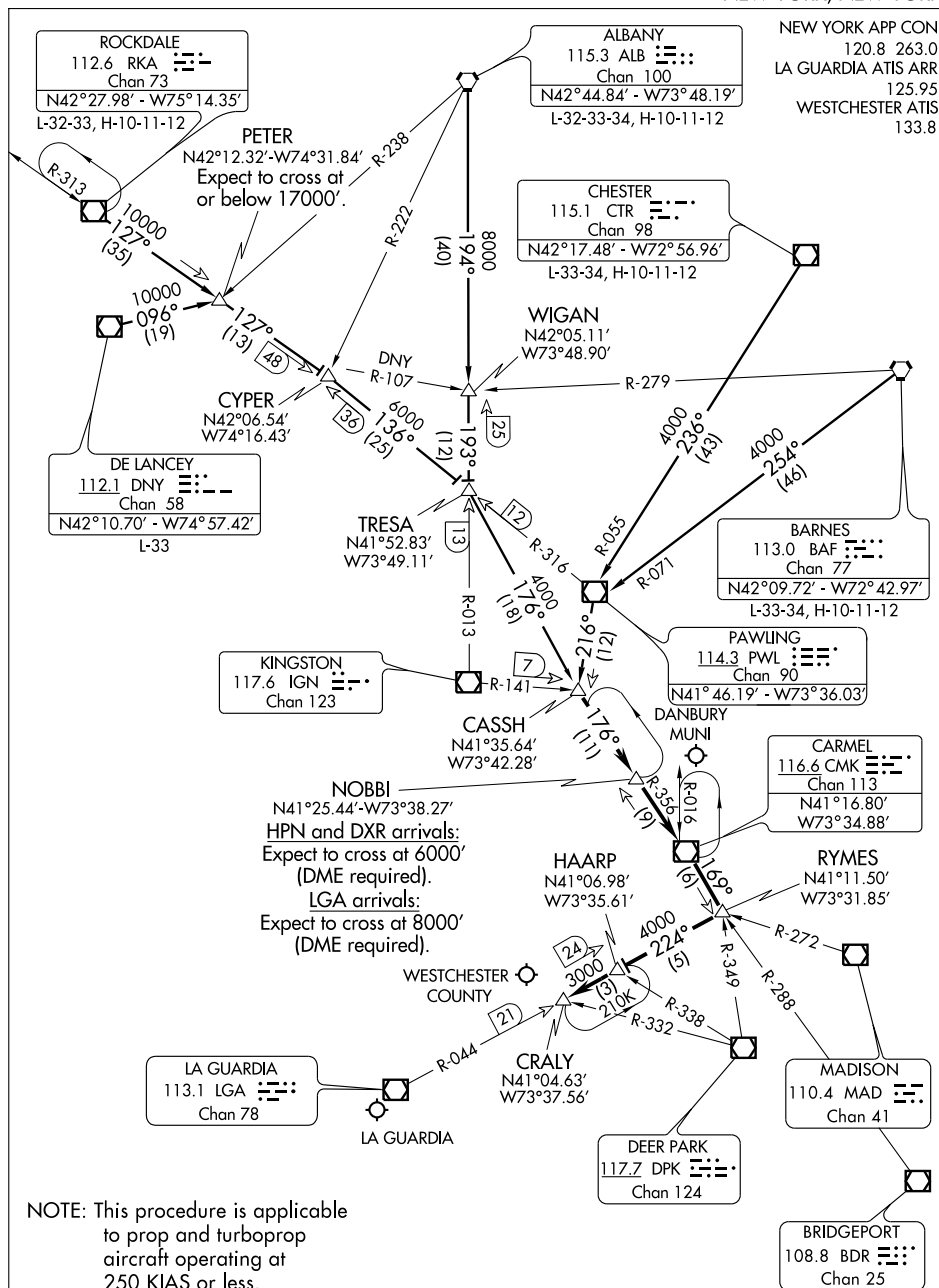 NEW YORK APP CON
120.8 263.0
LA GUARDIA ATIS ARR
125.95
WESTCHESTER ATIS
133.8
ROCKDALE
112.6 RKA
Chan 73
N42°27.98' - W75°14.35'
L-32-33, H-10-11-12
ALBANY
115.3 ALB
Chan 100
N42°44.84' - W73°48.19'
L-32-33-34, H-10-11-12
PETER
N42°12.32'-W74°31.84'
Expect to cross at
or below 17000'.
CHESTER
115.1 CTR
Chan 98
N42°17.48' - W72°56.96'
L-33-34, H-10-11-12
R-313
R-238
R-222
10000
127°
(35)
8000
194°
(40)
10000
096°
(19)
127°
(13)
48
WIGAN
N42°05.11'
W73°48.90'
DNY
R-107
R-279
CYPER
N42°06.54'
W74°16.43'
36
6000
136°
(25)
193°
(12)
25
4000
236°
(43)
4000
254°
(46)
DE LANCEY
112.1 DNY
Chan 58
N42°10.70' - W74°57.42'
L-33
TRESA
N41°52.83'
W73°49.11'
13
12
R-316
R-055
R-071
BARNES
113.0 BAF
Chan 77
N42°09.72' - W72°42.97'
L-33-34, H-10-11-12
R-013
4000
176°
(18)
216°
(12)
PAWLING
114.3 PWL
Chan 90
N41°46.19' - W73°36.03'
KINGSTON
117.6 IGN
Chan 123
R-141
7
CASSH
N41°35.64'
W73°42.28'
176°
(11)
DANBURY
MUNI
CARMEL
116.6 CMK
Chan 113
N41°16.80'
W73°34.88'
NOBBI
N41°25.44'-W73°38.27'
HPN and DXR arrivals:
Expect to cross at 6000'
(DME required).
LGA arrivals:
Expect to cross at 8000'
(DME required).
R-356
(9)
R-016
HAARP
N41°06.98'
W73°35.61'
169°
(6)
RYMES
N41°11.50'
W73°31.85'
4000
224°
(5)
R-272
R-349
R-288
WESTCHESTER
COUNTY
24
3000
(3)
210K
R-338
R-332
21
R-044
CRALY
N41°04.63'
W73°37.56'
LA GUARDIA
113.1 LGA
Chan 78
LA GUARDIA
MADISON
110.4 MAD
Chan 41
DEER PARK
117.7 DPK
Chan 124
BRIDGEPORT
108.8 BDR
Chan 25
NOTE: This procedure is applicable
to prop and turboprop
aircraft operating at
250 KIAS or less.